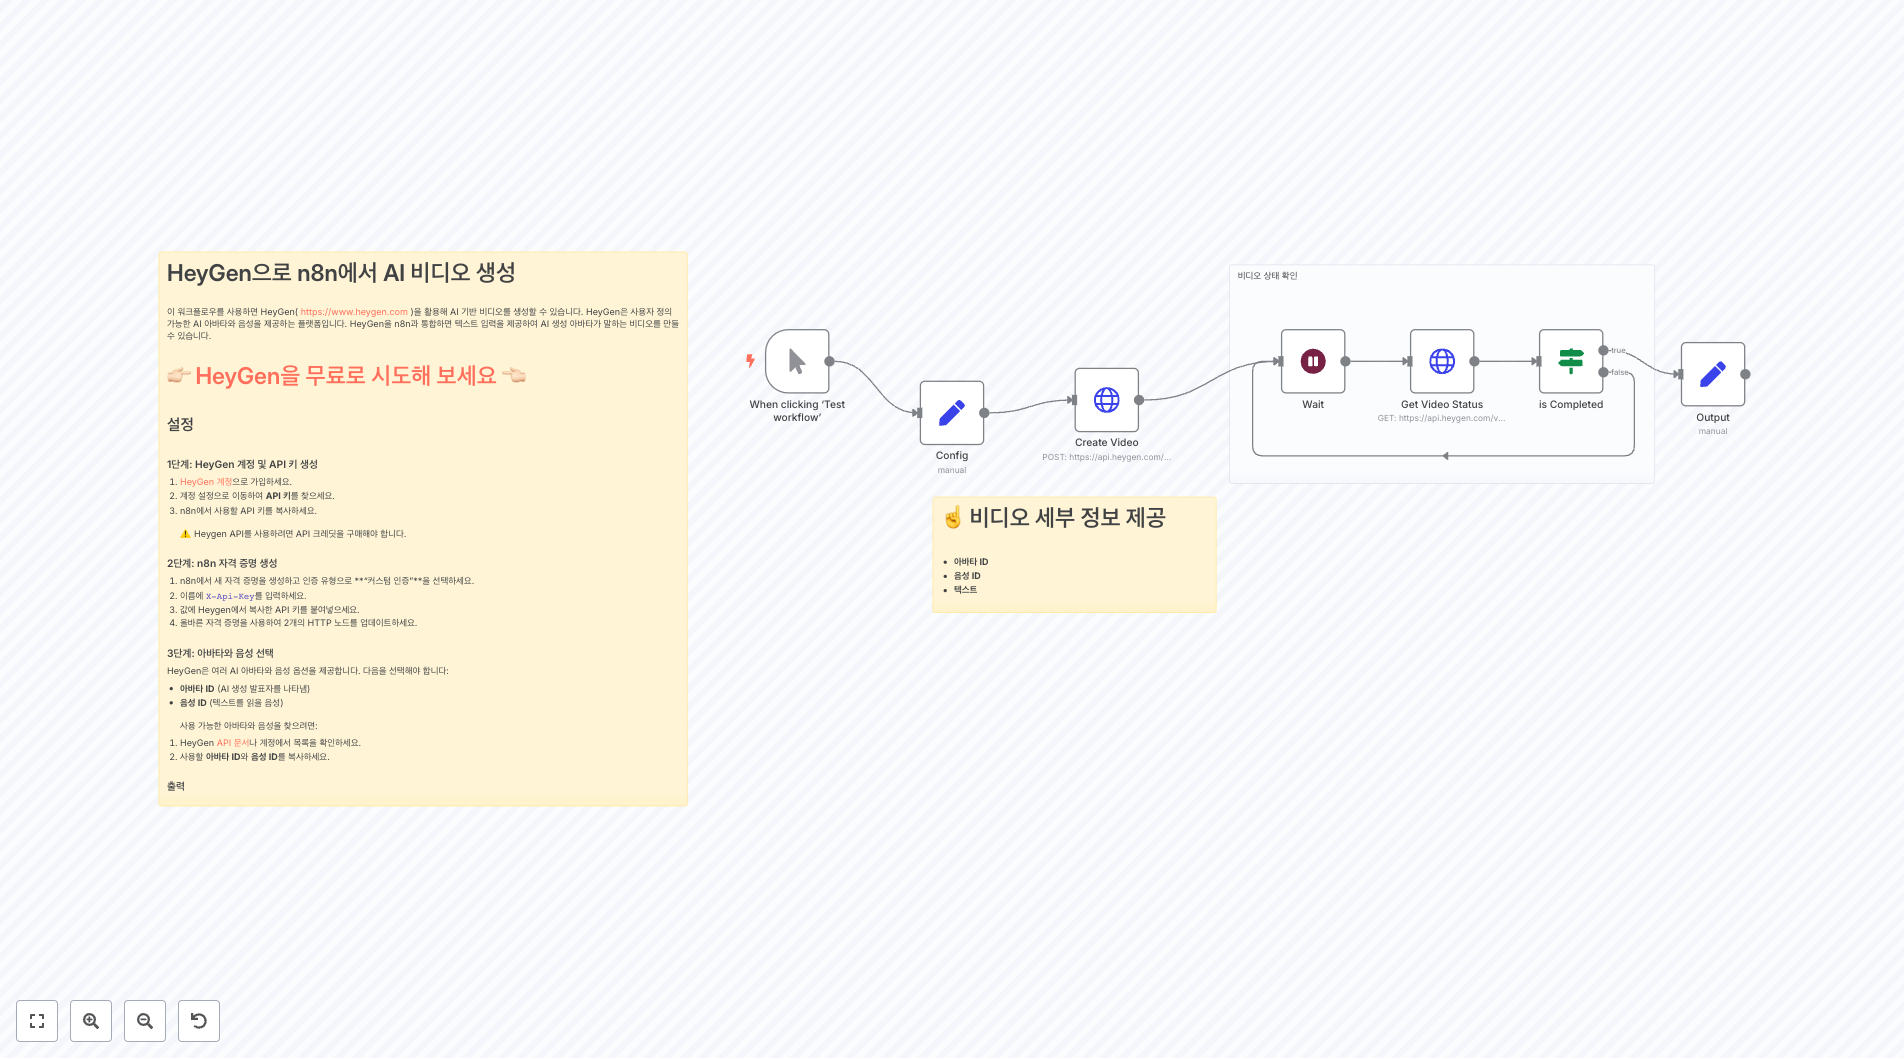 HeyGen으로 n8n에서 AI 비디오 생성
이 워크플로우를 사용하면 HeyGen( https://www.heygen.com )을 활용해 AI 기반 비디오를 생성할 수 있습니다. HeyGen은 사용자 정의
가능한 AI 아바타와 음성을 제공하는 플랫폼입니다. HeyGen을 n8n과 통합하면 텍스트 입력을 제공하여 AI 생성 아바타가 말하는 비디오를 만들
수 있습니다.
👉🏻 HeyGen을 무료로 시도해 보세요 👈🏻
설정
1단계: HeyGen 계정 및 API 키 생성
1. HeyGen 계정으로 가입하세요.
2. 계정 설정으로 이동하여 API 키를 찾으세요.
3. n8n에서 사용할 API 키를 복사하세요.
⚠️ Heygen API를 사용하려면 API 크레딧을 구매해야 합니다.
2단계: n8n 자격 증명 생성
1. n8n에서 새 자격 증명을 생성하고 인증 유형으로 **“커스텀 인증”**을 선택하세요.
2. 이름에 X-Api-Key를 입력하세요.
3. 값에 Heygen에서 복사한 API 키를 붙여넣으세요.
4. 올바른 자격 증명을 사용하여 2개의 HTTP 노드를 업데이트하세요.
3단계: 아바타와 음성 선택
HeyGen은 여러 AI 아바타와 음성 옵션을 제공합니다. 다음을 선택해야 합니다:
• 아바타 ID (AI 생성 발표자를 나타냄)
• 음성 ID (텍스트를 읽을 음성)
사용 가능한 아바타와 음성을 찾으려면:
1. HeyGen API 문서나 계정에서 목록을 확인하세요.
2. 사용할 아바타 ID와 음성 ID를 복사하세요.
출력
When clicking ‘Test
workflow’
Config
manual
Create Video
POST: https://api.heygen.com/...
☝️ 비디오 세부 정보 제공
• 아바타 ID
• 음성 ID
• 텍스트
비디오 상태 확인
Wait
Get Video Status
GET: https://api.heygen.com/v...
is Completed
true
false
Output
manual